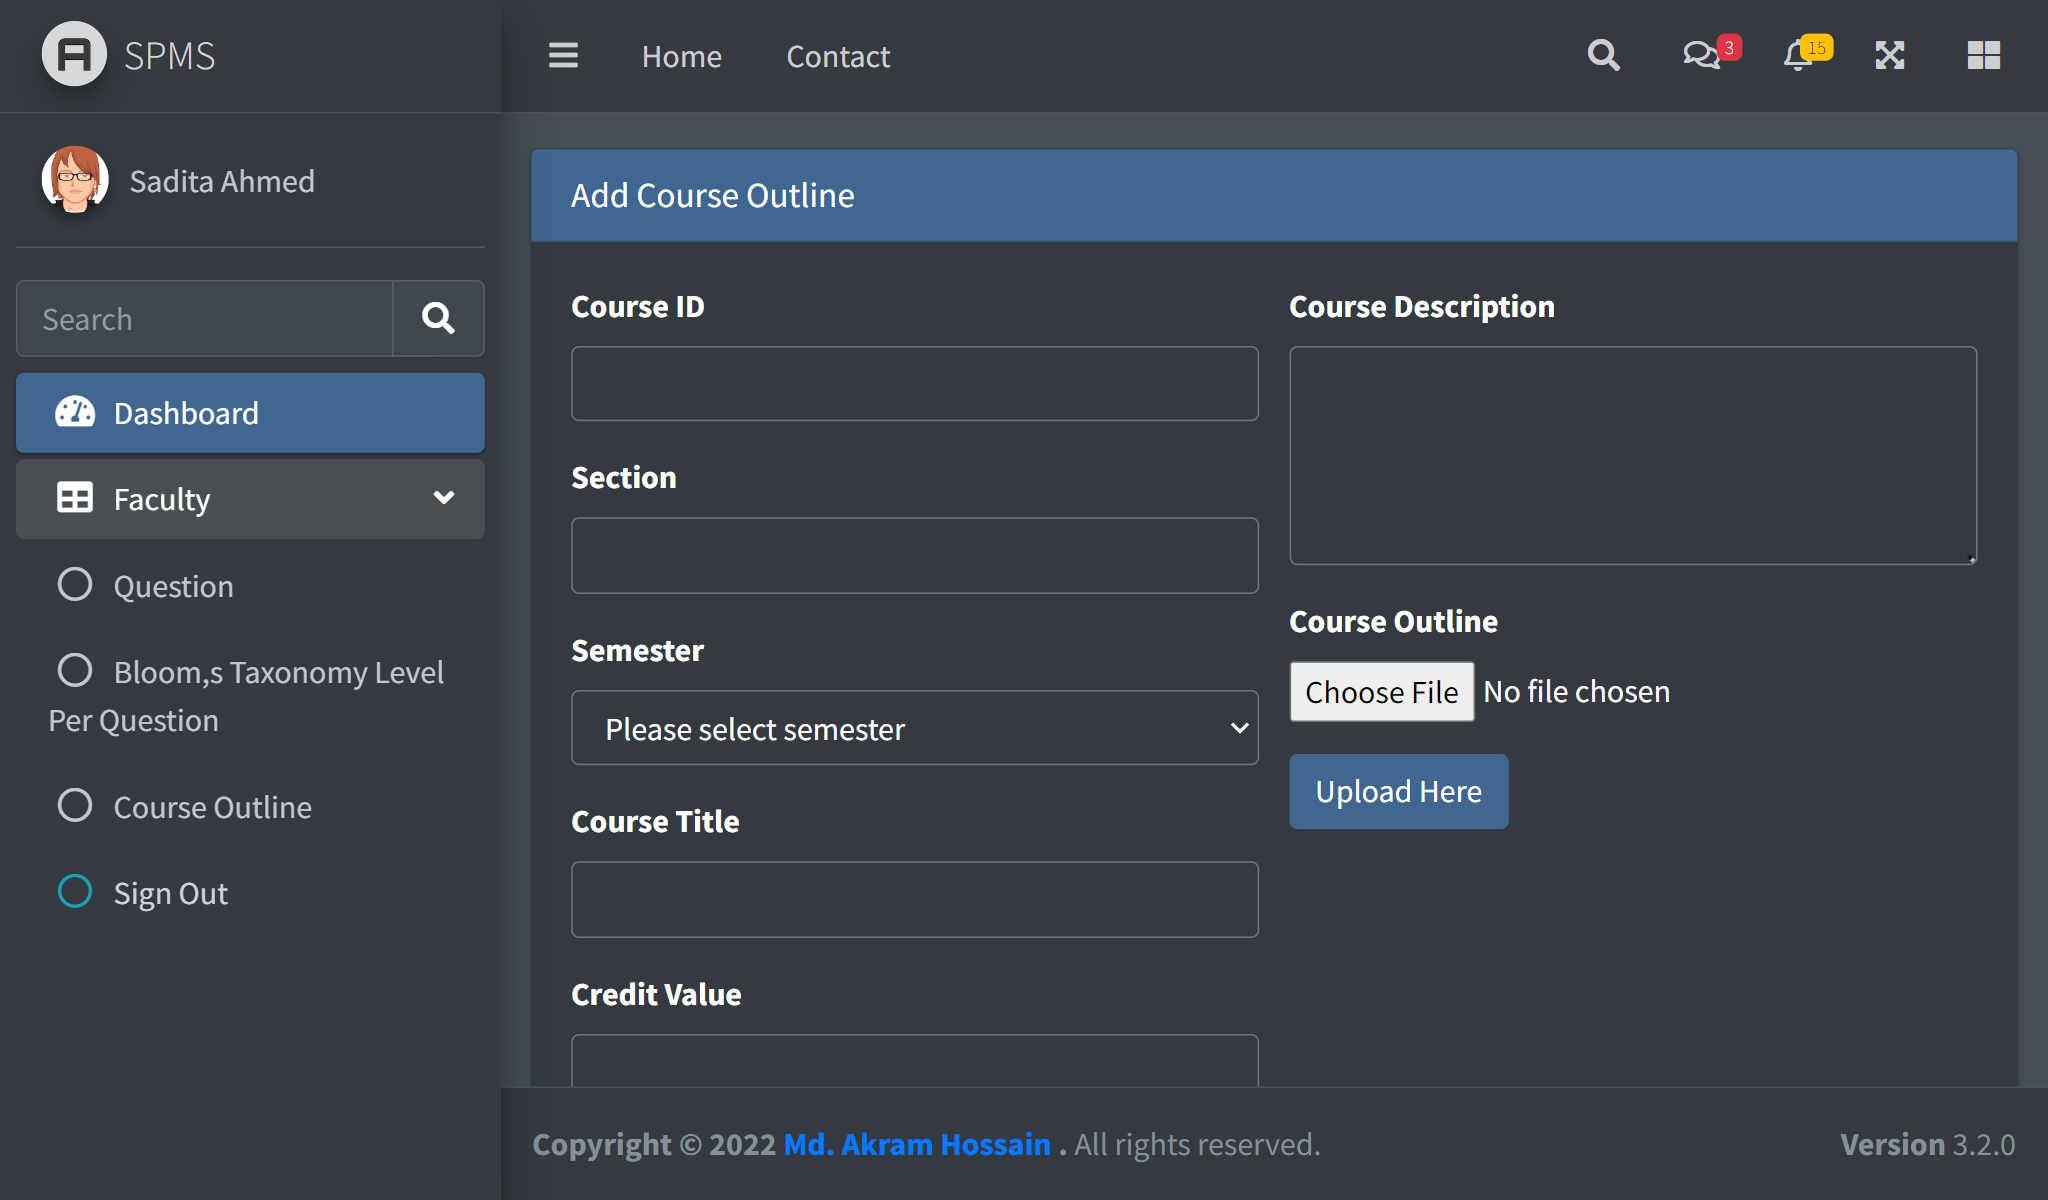 SPMS
Home
Contact
3
15
Sadita Ahmed
Search
Dashboard
Faculty
Question
Bloom,s Taxonomy Level
Per Question
Course Outline
Sign Out
Add Course Outline
Course ID
Section
Semester
Please select semester
Course Title
Credit Value
Course Description
Course Outline
Choose File No file chosen
Upload Here
Copyright © 2022 Md. Akram Hossain . All rights reserved.
Version 3.2.0